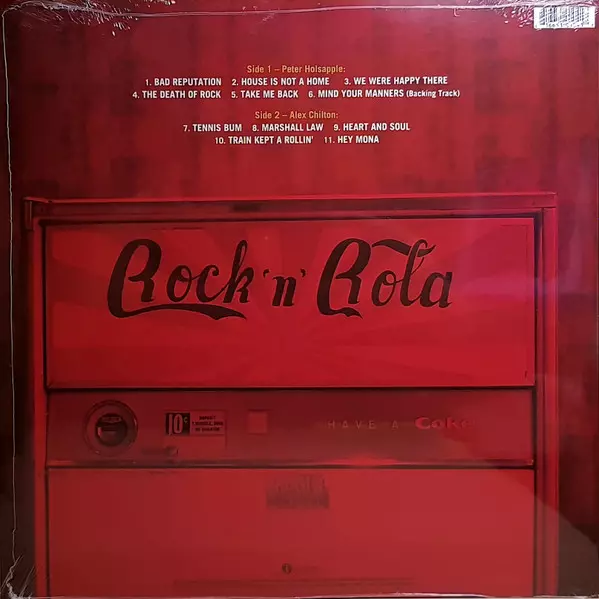 Side 1 – Peter Holsapple:
1. BAD REPUTATION 2. HOUSE IS NOT A HOME 3. WE WERE HAPPY THERE
4. THE DEATH OF ROCK 5. TAKE ME BACK 6. MIND YOUR MANNERS (Backing Track)
Side 2 – Alex Chilton:
7. TENNIS BUM 8. MARSHALL LAW 9. HEART AND SOUL
10. TRAIN KEPT A ROLLIN' 11. HEY MONA
Rock 'n' Rola
10¢
HAVE A Coke